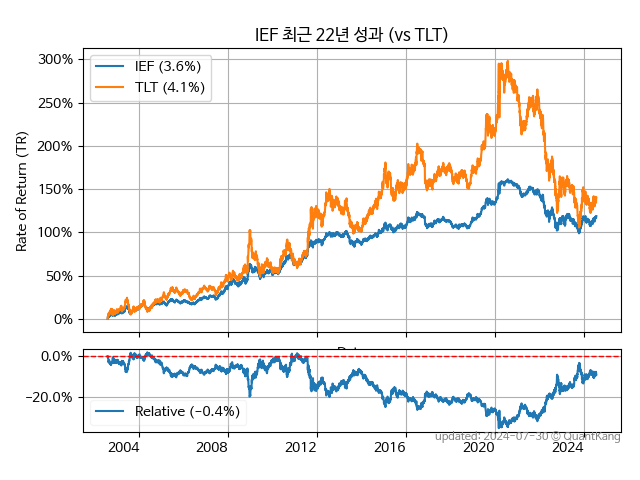 IEF 최근 22년 성과 (vs TLT)
300%
250%
200%
150%
100%
50%
0%
Rate of Return (TR)
IEF (3.6%)
TLT (4.1%)
0.0%
−20.0%
Relative (−0.4%)
2004
2008
2012
2016
2020
2024
updated: 2024-07-30 © QuantKang